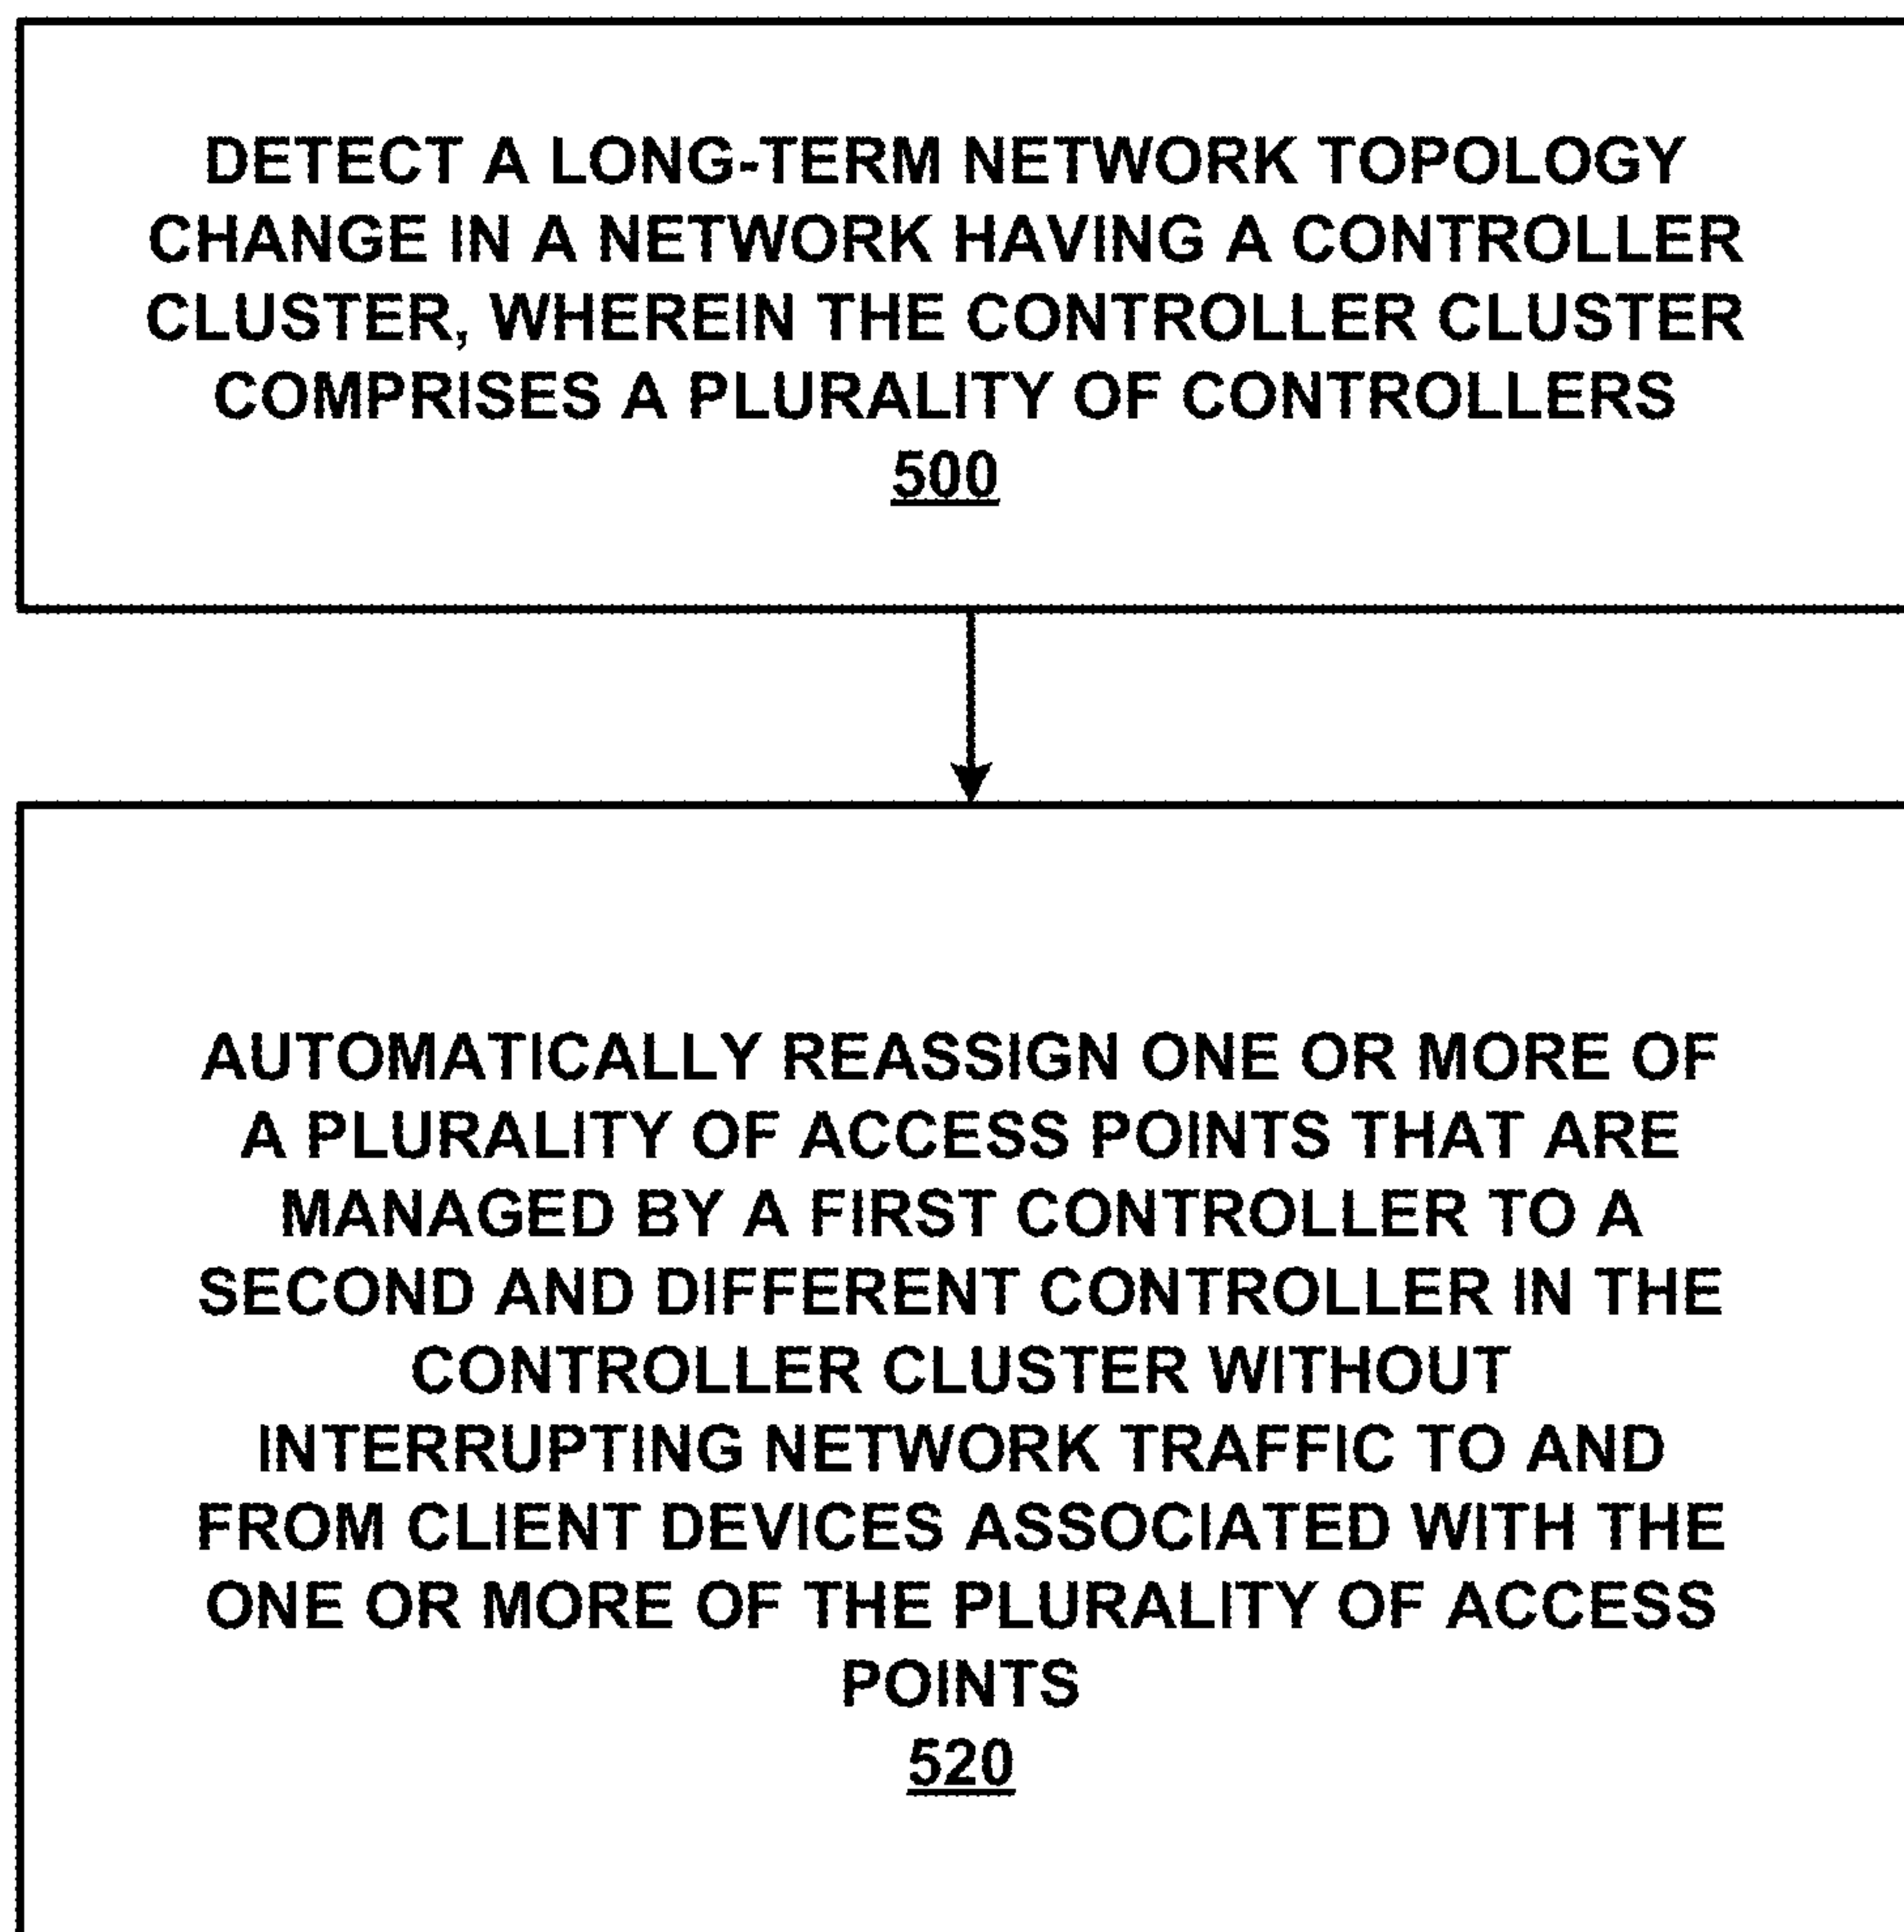 DETECT A LONG-TERM NETWORK TOPOLOGY
CHANGE IN A NETWORK HAVING A CONTROLLER
CLUSTER, WHEREIN THE CONTROLLER CLUSTER
COMPRISES A PLURALITY OF CONTROLLERS
500
AUTOMATICALLY REASSIGN ONE OR MORE OF
A PLURALITY OF ACCESS POINTS THAT ARE
MANAGED BY A FIRST CONTROLLER TO A
SECOND AND DIFFERENT CONTROLLER IN THE
CONTROLLER CLUSTER WITHOUT
INTERRUPTING NETWORK TRAFFIC TO AND
FROM CLIENT DEVICES ASSOCIATED WITH THE
ONE OR MORE OF THE PLURALITY OF ACCESS
POINTS
520